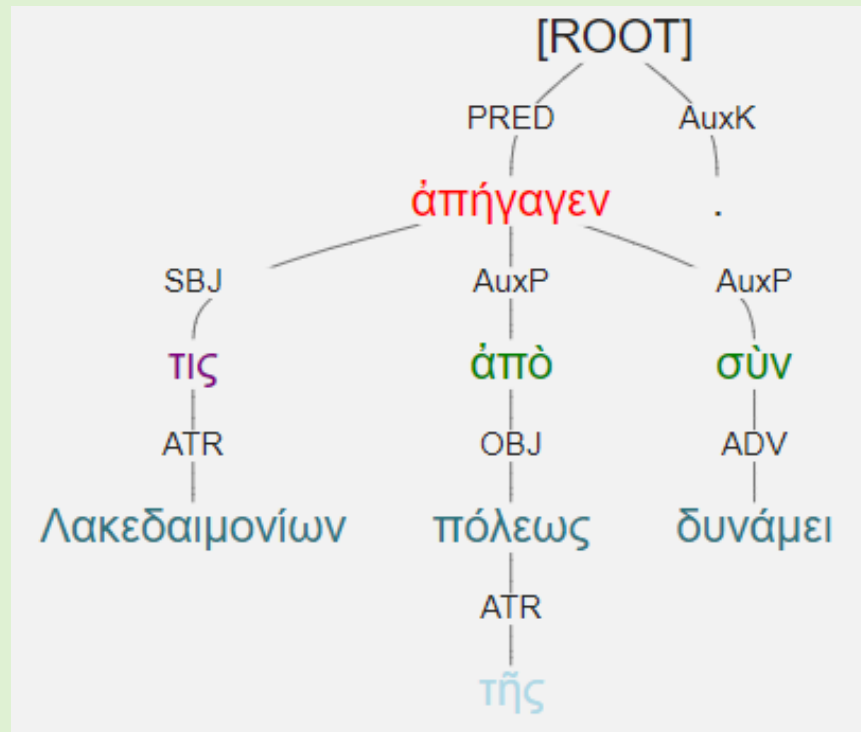 [ROOT]
PRED AuxK
ἀπήγαγεν .
SBJ AuxP AuxP
τις ἀπὸ σὺν
ATR OBJ ADV
Λακεδαιμονίων πόλεως δυνάμει
ATR
τῆς